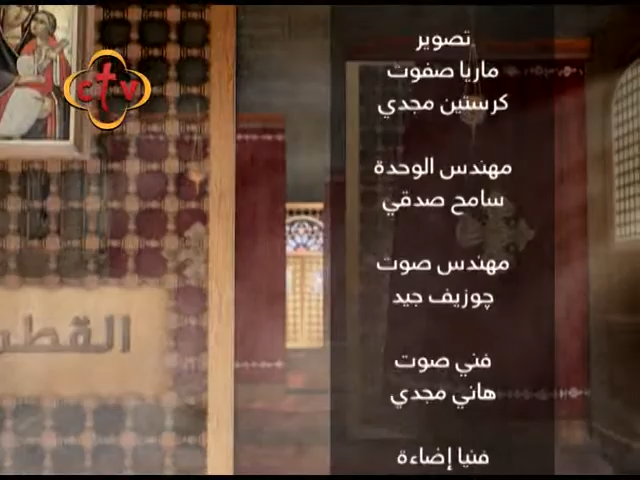 ctv
تصوير
ماريا صفوت
كرستين مجدي
مهندس الوحدة
سامح صدقي
مهندس صوت
چوزيف جيد
فني صوت
هاني مجدي
فنيا إضاءة
القطر